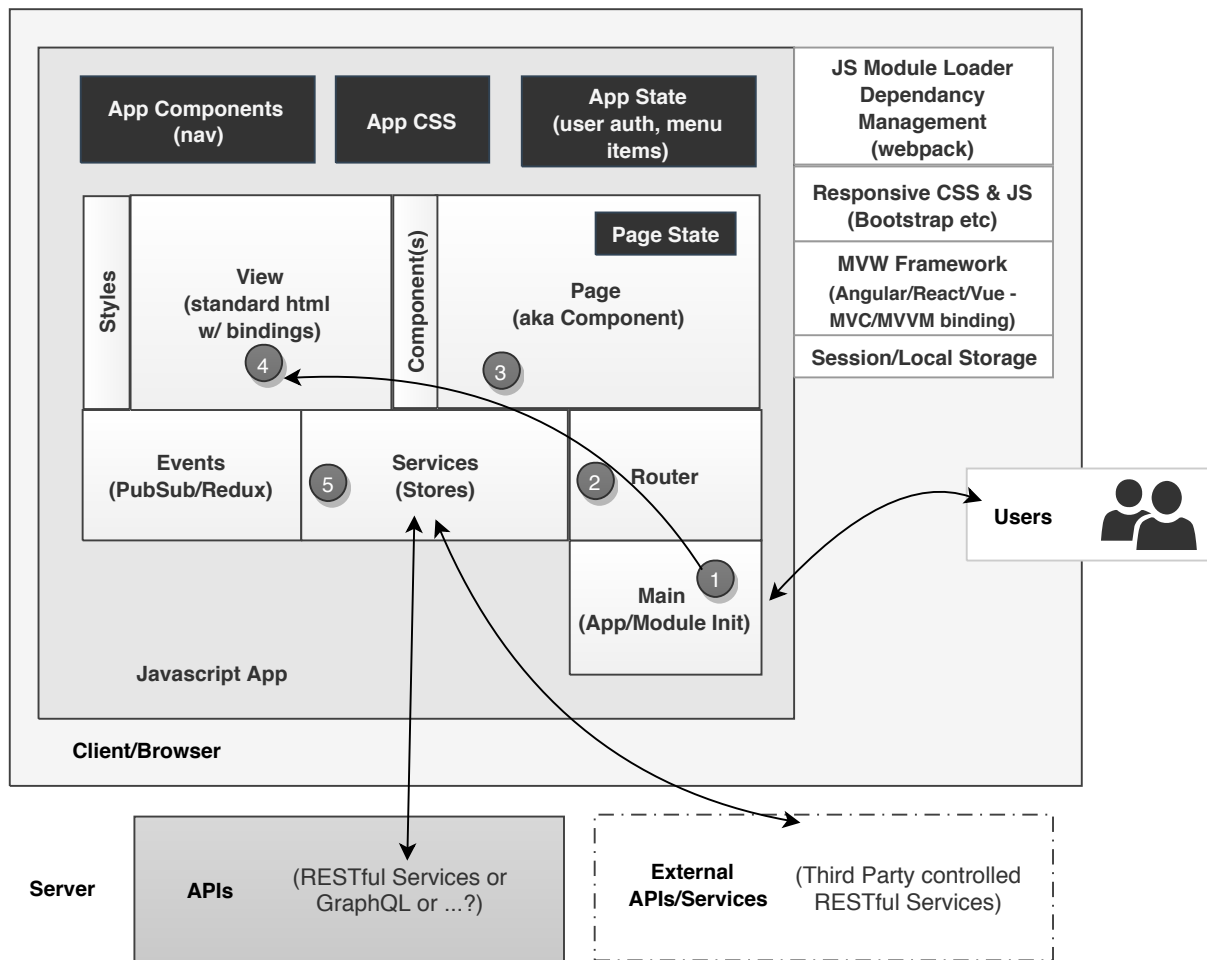 App Components
(nav)
App CSS
App State
(user auth, menu
items)
JS Module Loader
Dependancy
Management
(webpack)
Responsive CSS & JS
(Bootstrap etc)
MVW Framework
(Angular/React/Vue -
MVC/MVVM binding)
Session/Local Storage
Styles
View
(standard html
w/ bindings)
4
Component(s)
Page State
Page
(aka Component)
3
Events
(PubSub/Redux)
5
Services
(Stores)
2
Router
1
Main
(App/Module Init)
Users
Javascript App
Client/Browser
Server
APIs
(RESTful Services or
GraphQL or ...?)
External
APIs/Services
(Third Party controlled
RESTful Services)